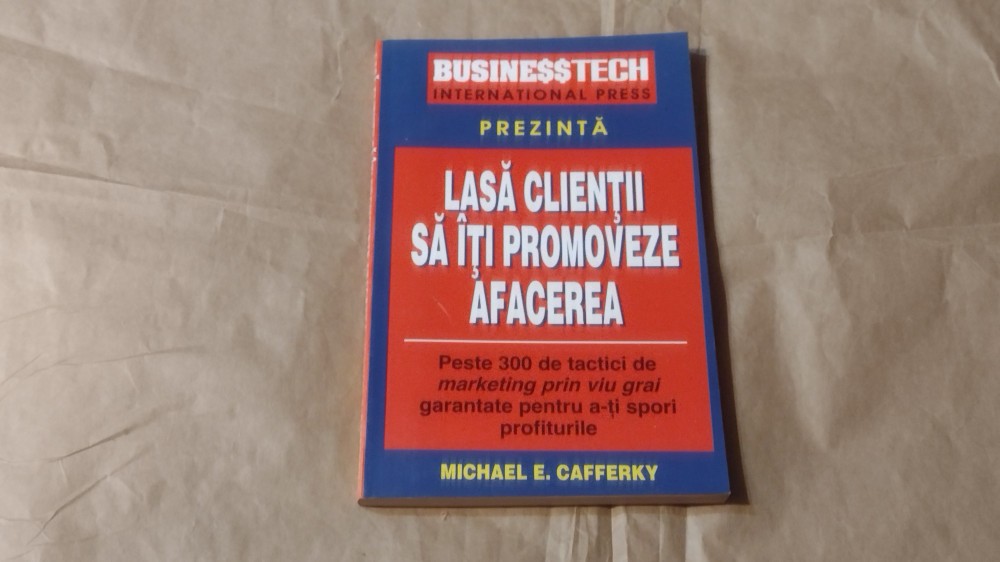 BUSINE$$TECH
INTERNATIONAL PRESS
PREZINTĂ
LASĂ CLIENȚII
SĂ ÎȚI PROMOVEZE
AFACEREA
Peste 300 de tactici de
marketing prin viu grai
garantate pentru a-ți spori
profiturile
MICHAEL E. CAFFERKY